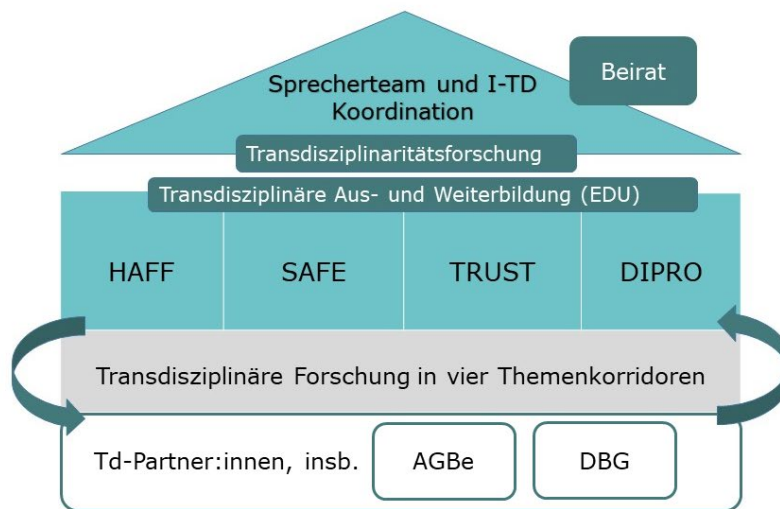 Sprecherteam und I-TD
Koordination
Beirat
Transdisziplinaritätsforschung
Transdisziplinäre Aus- und Weiterbildung (EDU)
HAFF
SAFE
TRUST
DIPRO
Transdisziplinäre Forschung in vier Themenkorridoren
Td-Partner:innen, insb.
AGBe
DBG